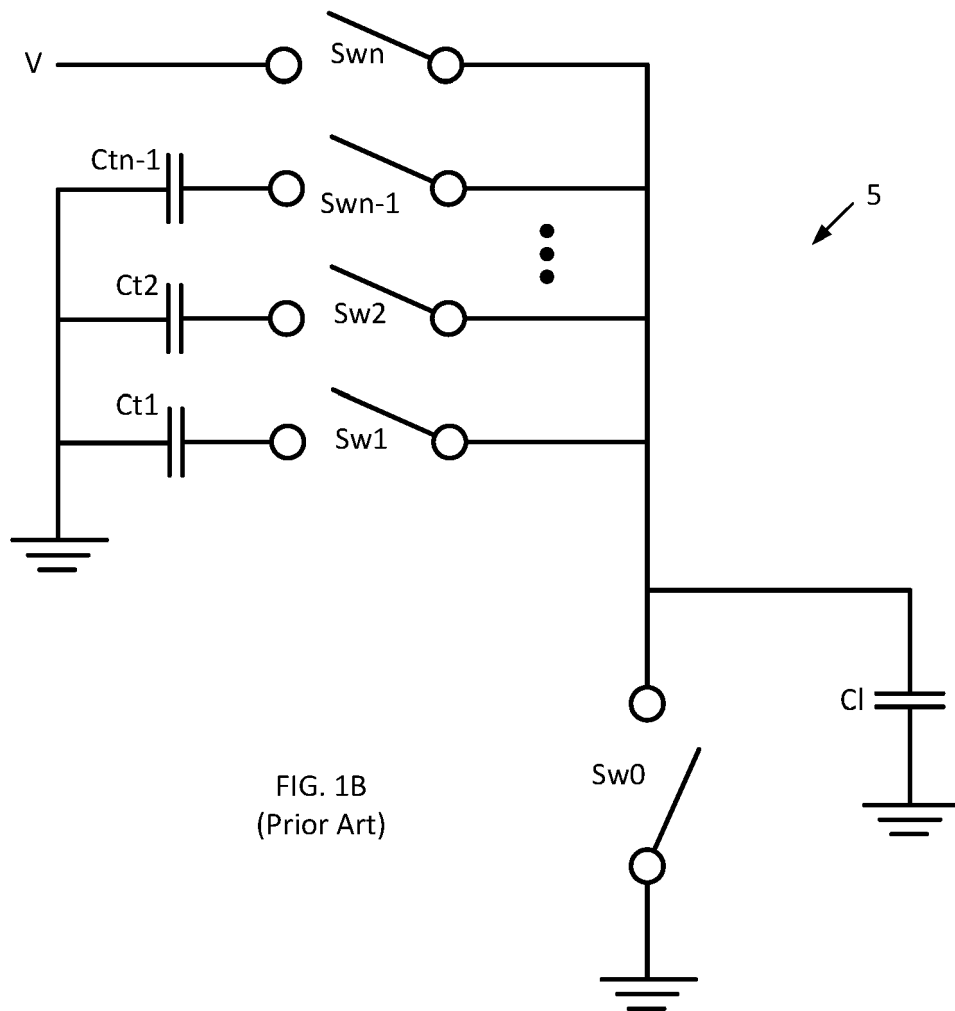 V
Swn
Ctn-1
Swn-1
5
Ct2
Sw2
Ct1
Sw1
Cl
Sw0
FIG. 1B
(Prior Art)